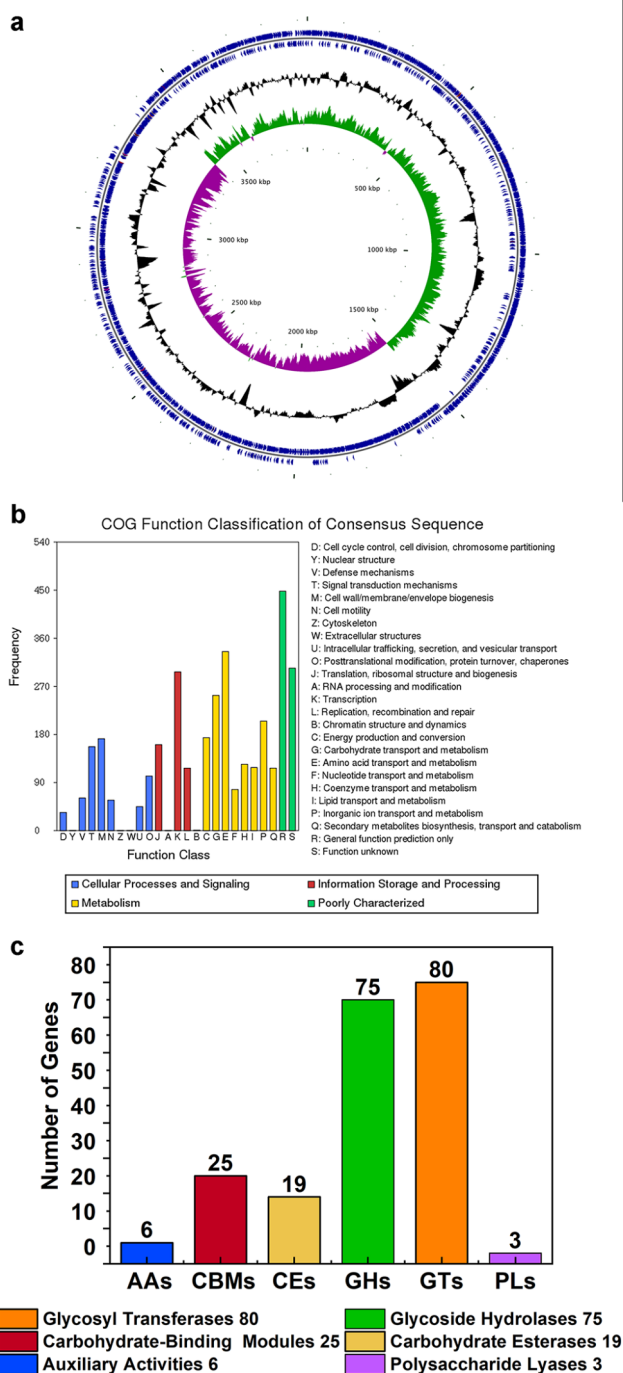 a
500 kbp
1000 kbp
1500 kbp
2000 kbp
2500 kbp
3000 kbp
3500 kbp
b
COG Function Classification of Consensus Sequence
540
450
360
270
180
90
0
Frequency
D Y V T M N Z W U O J A K L B C G E F H I P Q R S
Function Class
D: Cell cycle control, cell division, chromosome partitioning
Y: Nuclear structure
V: Defense mechanisms
T: Signal transduction mechanisms
M: Cell wall/membrane/envelope biogenesis
N: Cell motility
Z: Cytoskeleton
W: Extracellular structures
U: Intracellular trafficking, secretion, and vesicular transport
O: Posttranslational modification, protein turnover, chaperones
J: Translation, ribosomal structure and biogenesis
A: RNA processing and modification
K: Transcription
L: Replication, recombination and repair
B: Chromatin structure and dynamics
C: Energy production and conversion
G: Carbohydrate transport and metabolism
E: Amino acid transport and metabolism
F: Nucleotide transport and metabolism
H: Coenzyme transport and metabolism
I: Lipid transport and metabolism
P: Inorganic ion transport and metabolism
Q: Secondary metabolites biosynthesis, transport and catabolism
R: General function prediction only
S: Function unknown
Cellular Processes and Signaling
Information Storage and Processing
Metabolism
Poorly Characterized
c
Number of Genes
80
70
60
50
40
30
20
10
0
6
25
19
75
80
3
AAs CBMs CEs GHs GTs PLs
Glycosyl Transferases 80
Glycoside Hydrolases 75
Carbohydrate-Binding Modules 25
Carbohydrate Esterases 19
Auxiliary Activities 6
Polysaccharide Lyases 3